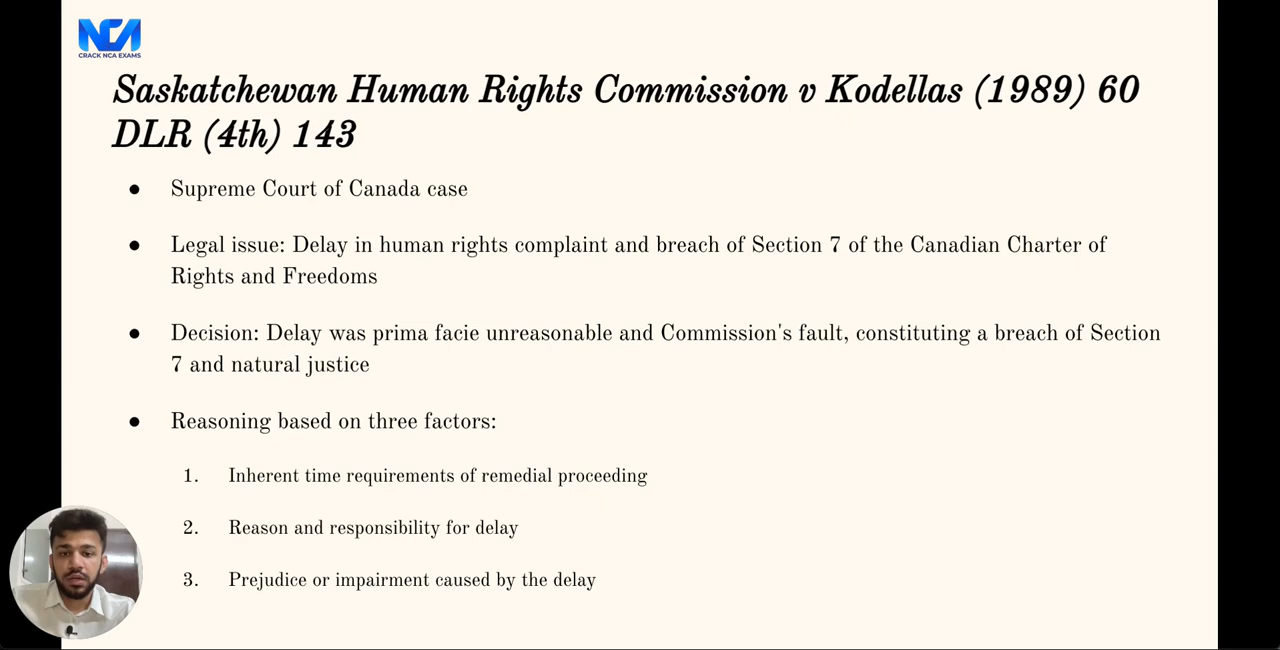 NCA
CRACK NCA EXAMS
Saskatchewan Human Rights Commission v Kodellas (1989) 60
DLR (4th) 143
● Supreme Court of Canada case
● Legal issue: Delay in human rights complaint and breach of Section 7 of the Canadian Charter of
Rights and Freedoms
● Decision: Delay was prima facie unreasonable and Commission's fault, constituting a breach of Section
7 and natural justice
● Reasoning based on three factors:
1. Inherent time requirements of remedial proceeding
2. Reason and responsibility for delay
3. Prejudice or impairment caused by the delay